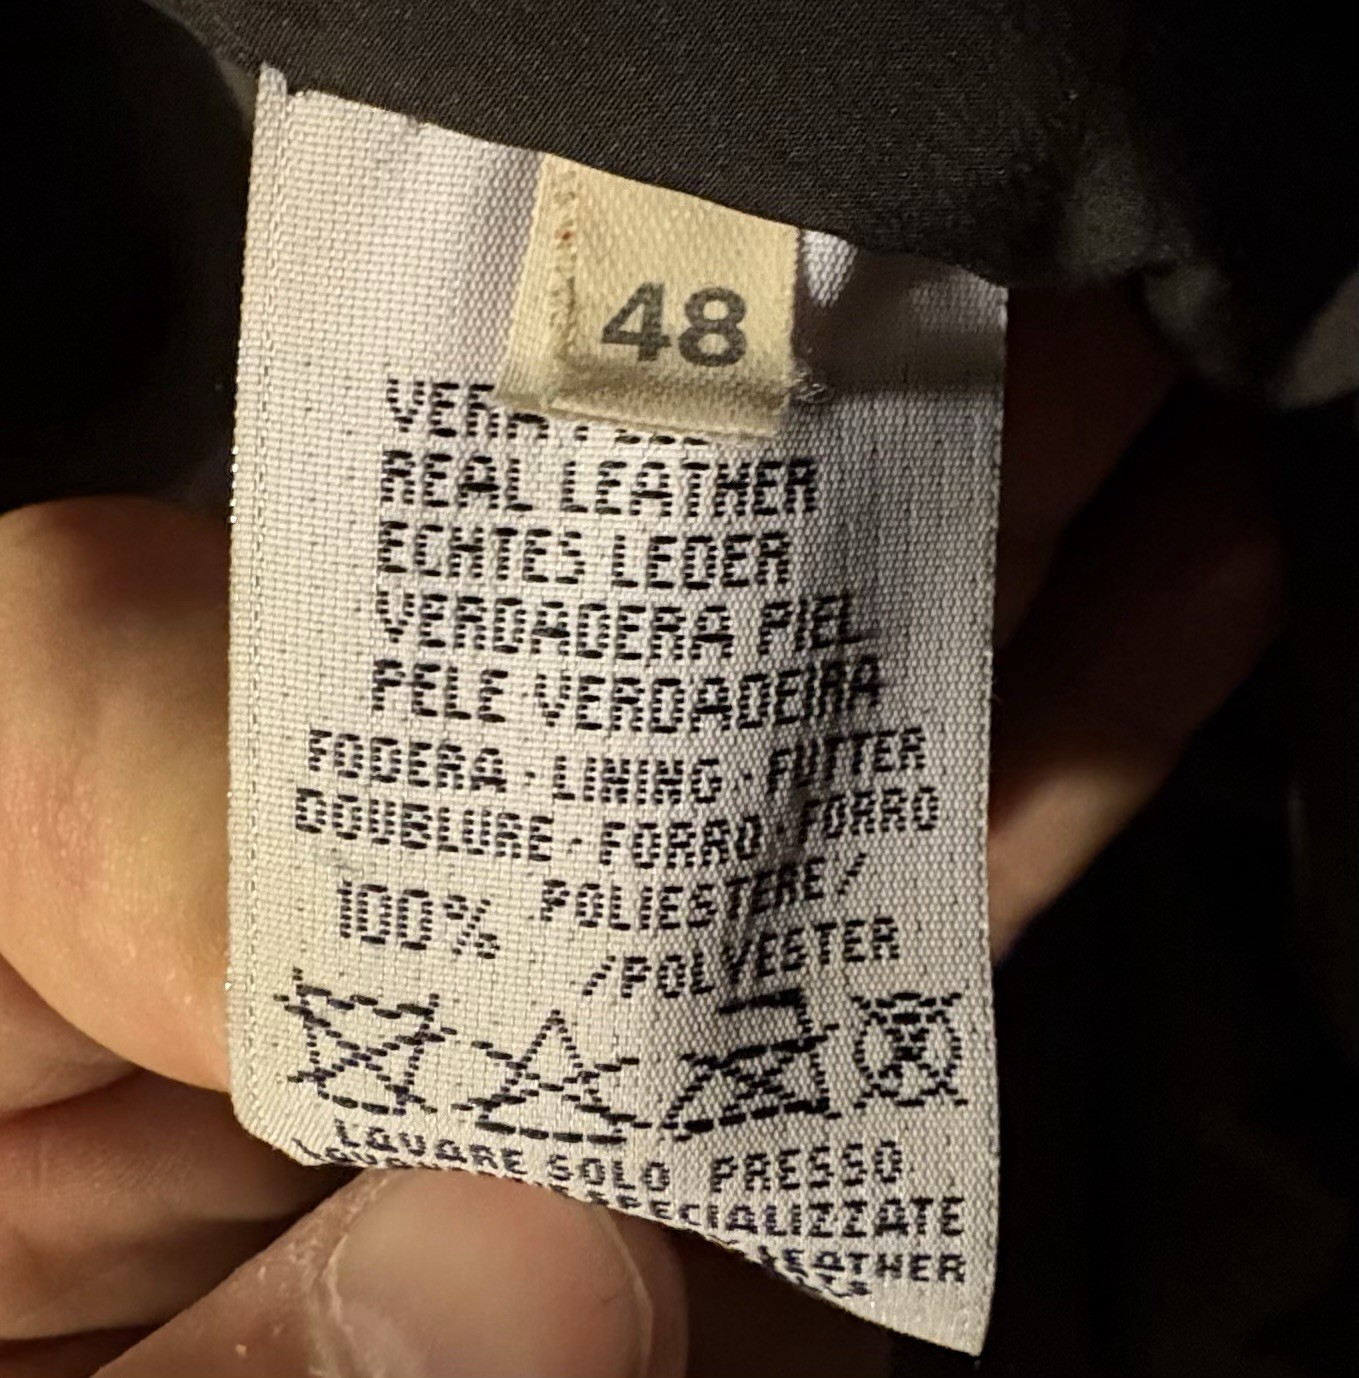 48
REAL LEATHER
ECHTES LEDER
VERDADERA PIEL
PELE VERDADEIRA
FODERA · LINING · FUTTER
DOUBLURE · FORRO · FORRO
100% POLIESTERE/
/POLYESTER
LAVARE SOLO PRESSO
LEATHER